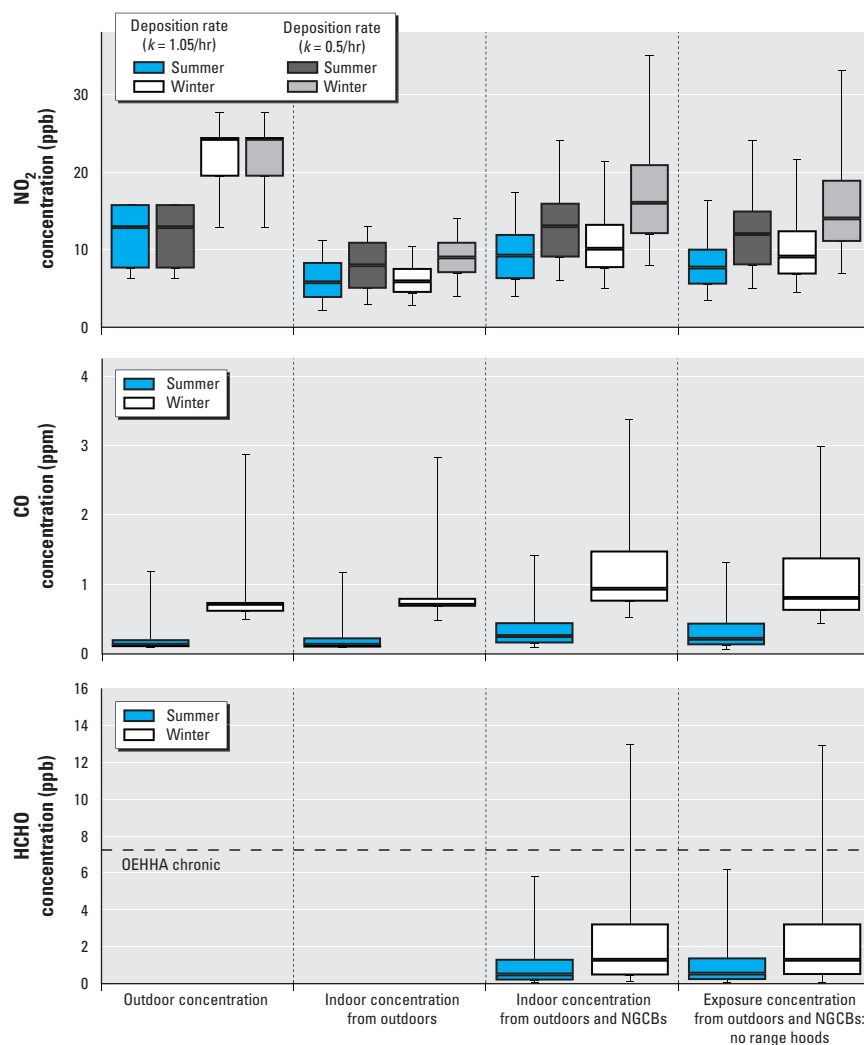 Deposition rate Deposition rate
(k = 1.05/hr) (k = 0.5/hr)
Summer Summer
Winter Winter
NO2
concentration (ppb)
30
20
10
0
Summer
Winter
CO
concentration (ppm)
4
3
2
1
0
Summer
Winter
HCHO
concentration (ppb)
16
14
12
10
8
6
4
2
0
OEHHA chronic
Outdoor concentration
Indoor concentration
from outdoors
Indoor concentration
from outdoors and NGCBs
Exposure concentration
from outdoors and NGCBs:
no range hoods